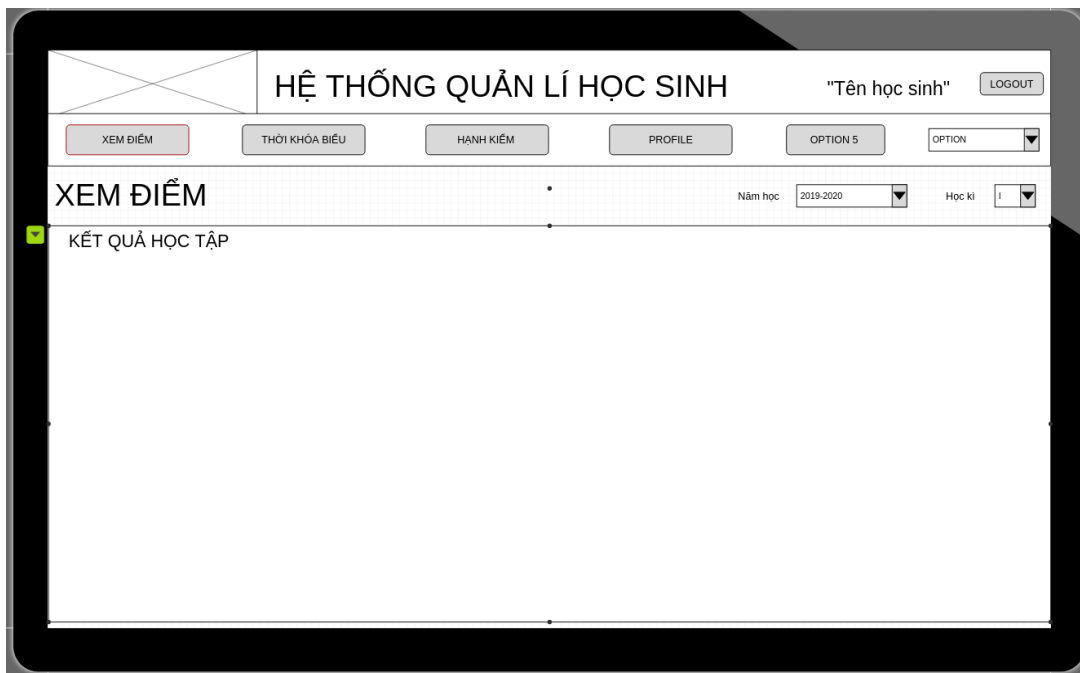 HỆ THỐNG QUẢN LÍ HỌC SINH
"Tên học sinh"
LOGOUT
XEM ĐIỂM
THỜI KHÓA BIỂU
HẠNH KIỂM
PROFILE
OPTION 5
OPTION
XEM ĐIỂM
Năm học
2019-2020
Học kì
I
KẾT QUẢ HỌC TẬP